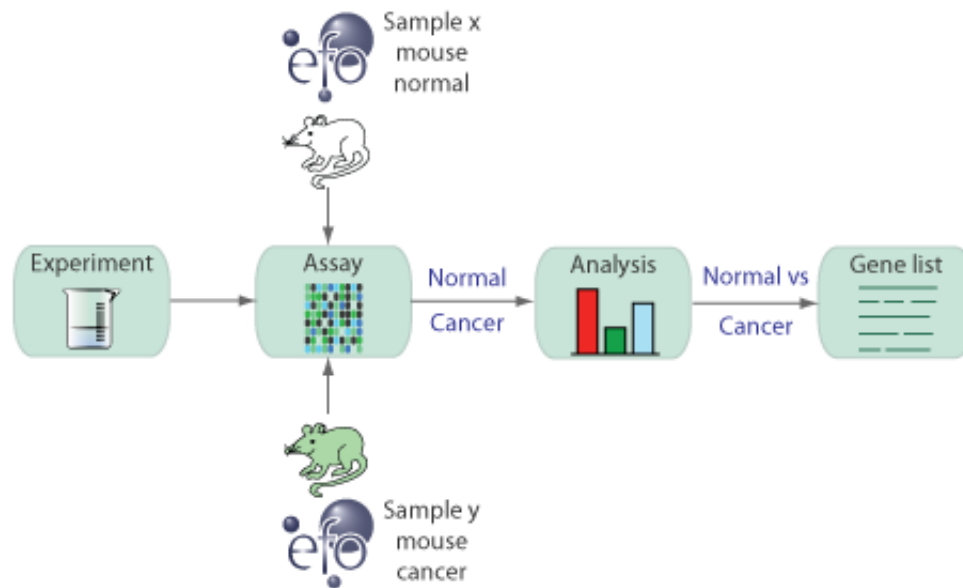 efo
Sample x
mouse
normal
Experiment
Assay
Normal
Cancer
Analysis
Normal vs
Cancer
Gene list
efo
Sample y
mouse
cancer